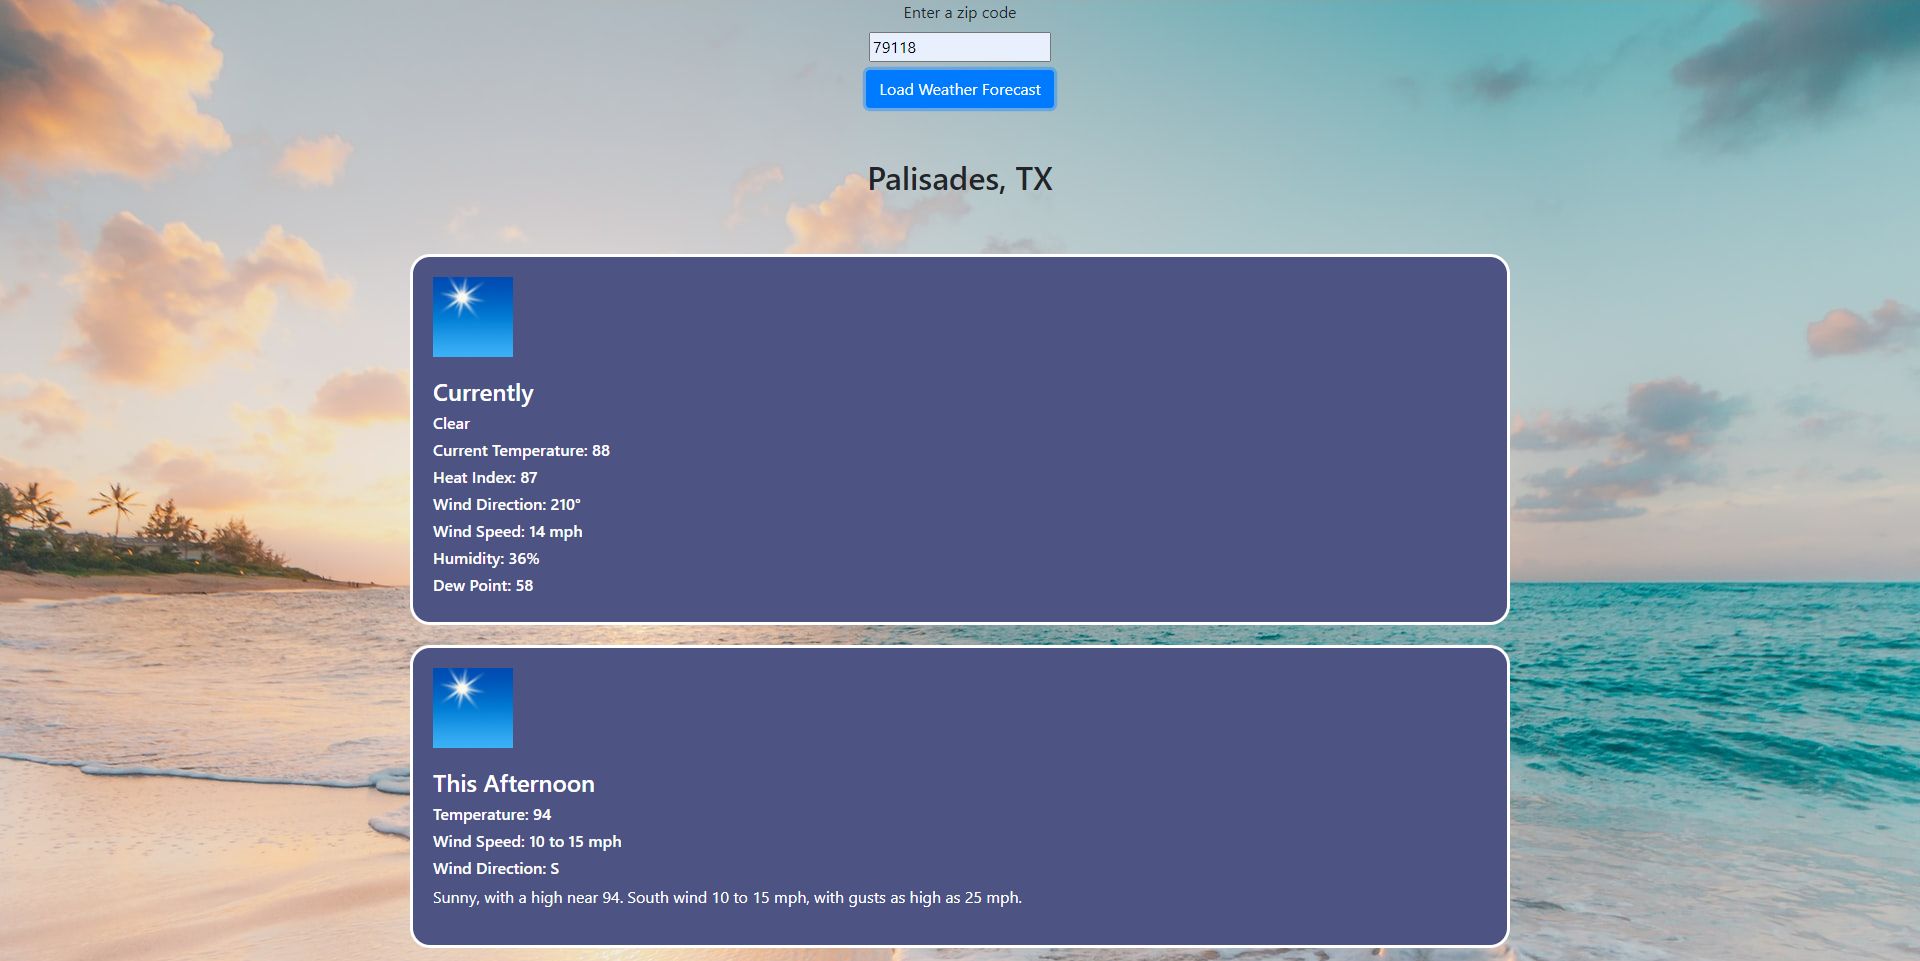 Enter a zip code
79118
Load Weather Forecast
Palisades, TX
Currently
Clear
Current Temperature: 88
Heat Index: 87
Wind Direction: 210°
Wind Speed: 14 mph
Humidity: 36%
Dew Point: 58
This Afternoon
Temperature: 94
Wind Speed: 10 to 15 mph
Wind Direction: S
Sunny, with a high near 94. South wind 10 to 15 mph, with gusts as high as 25 mph.